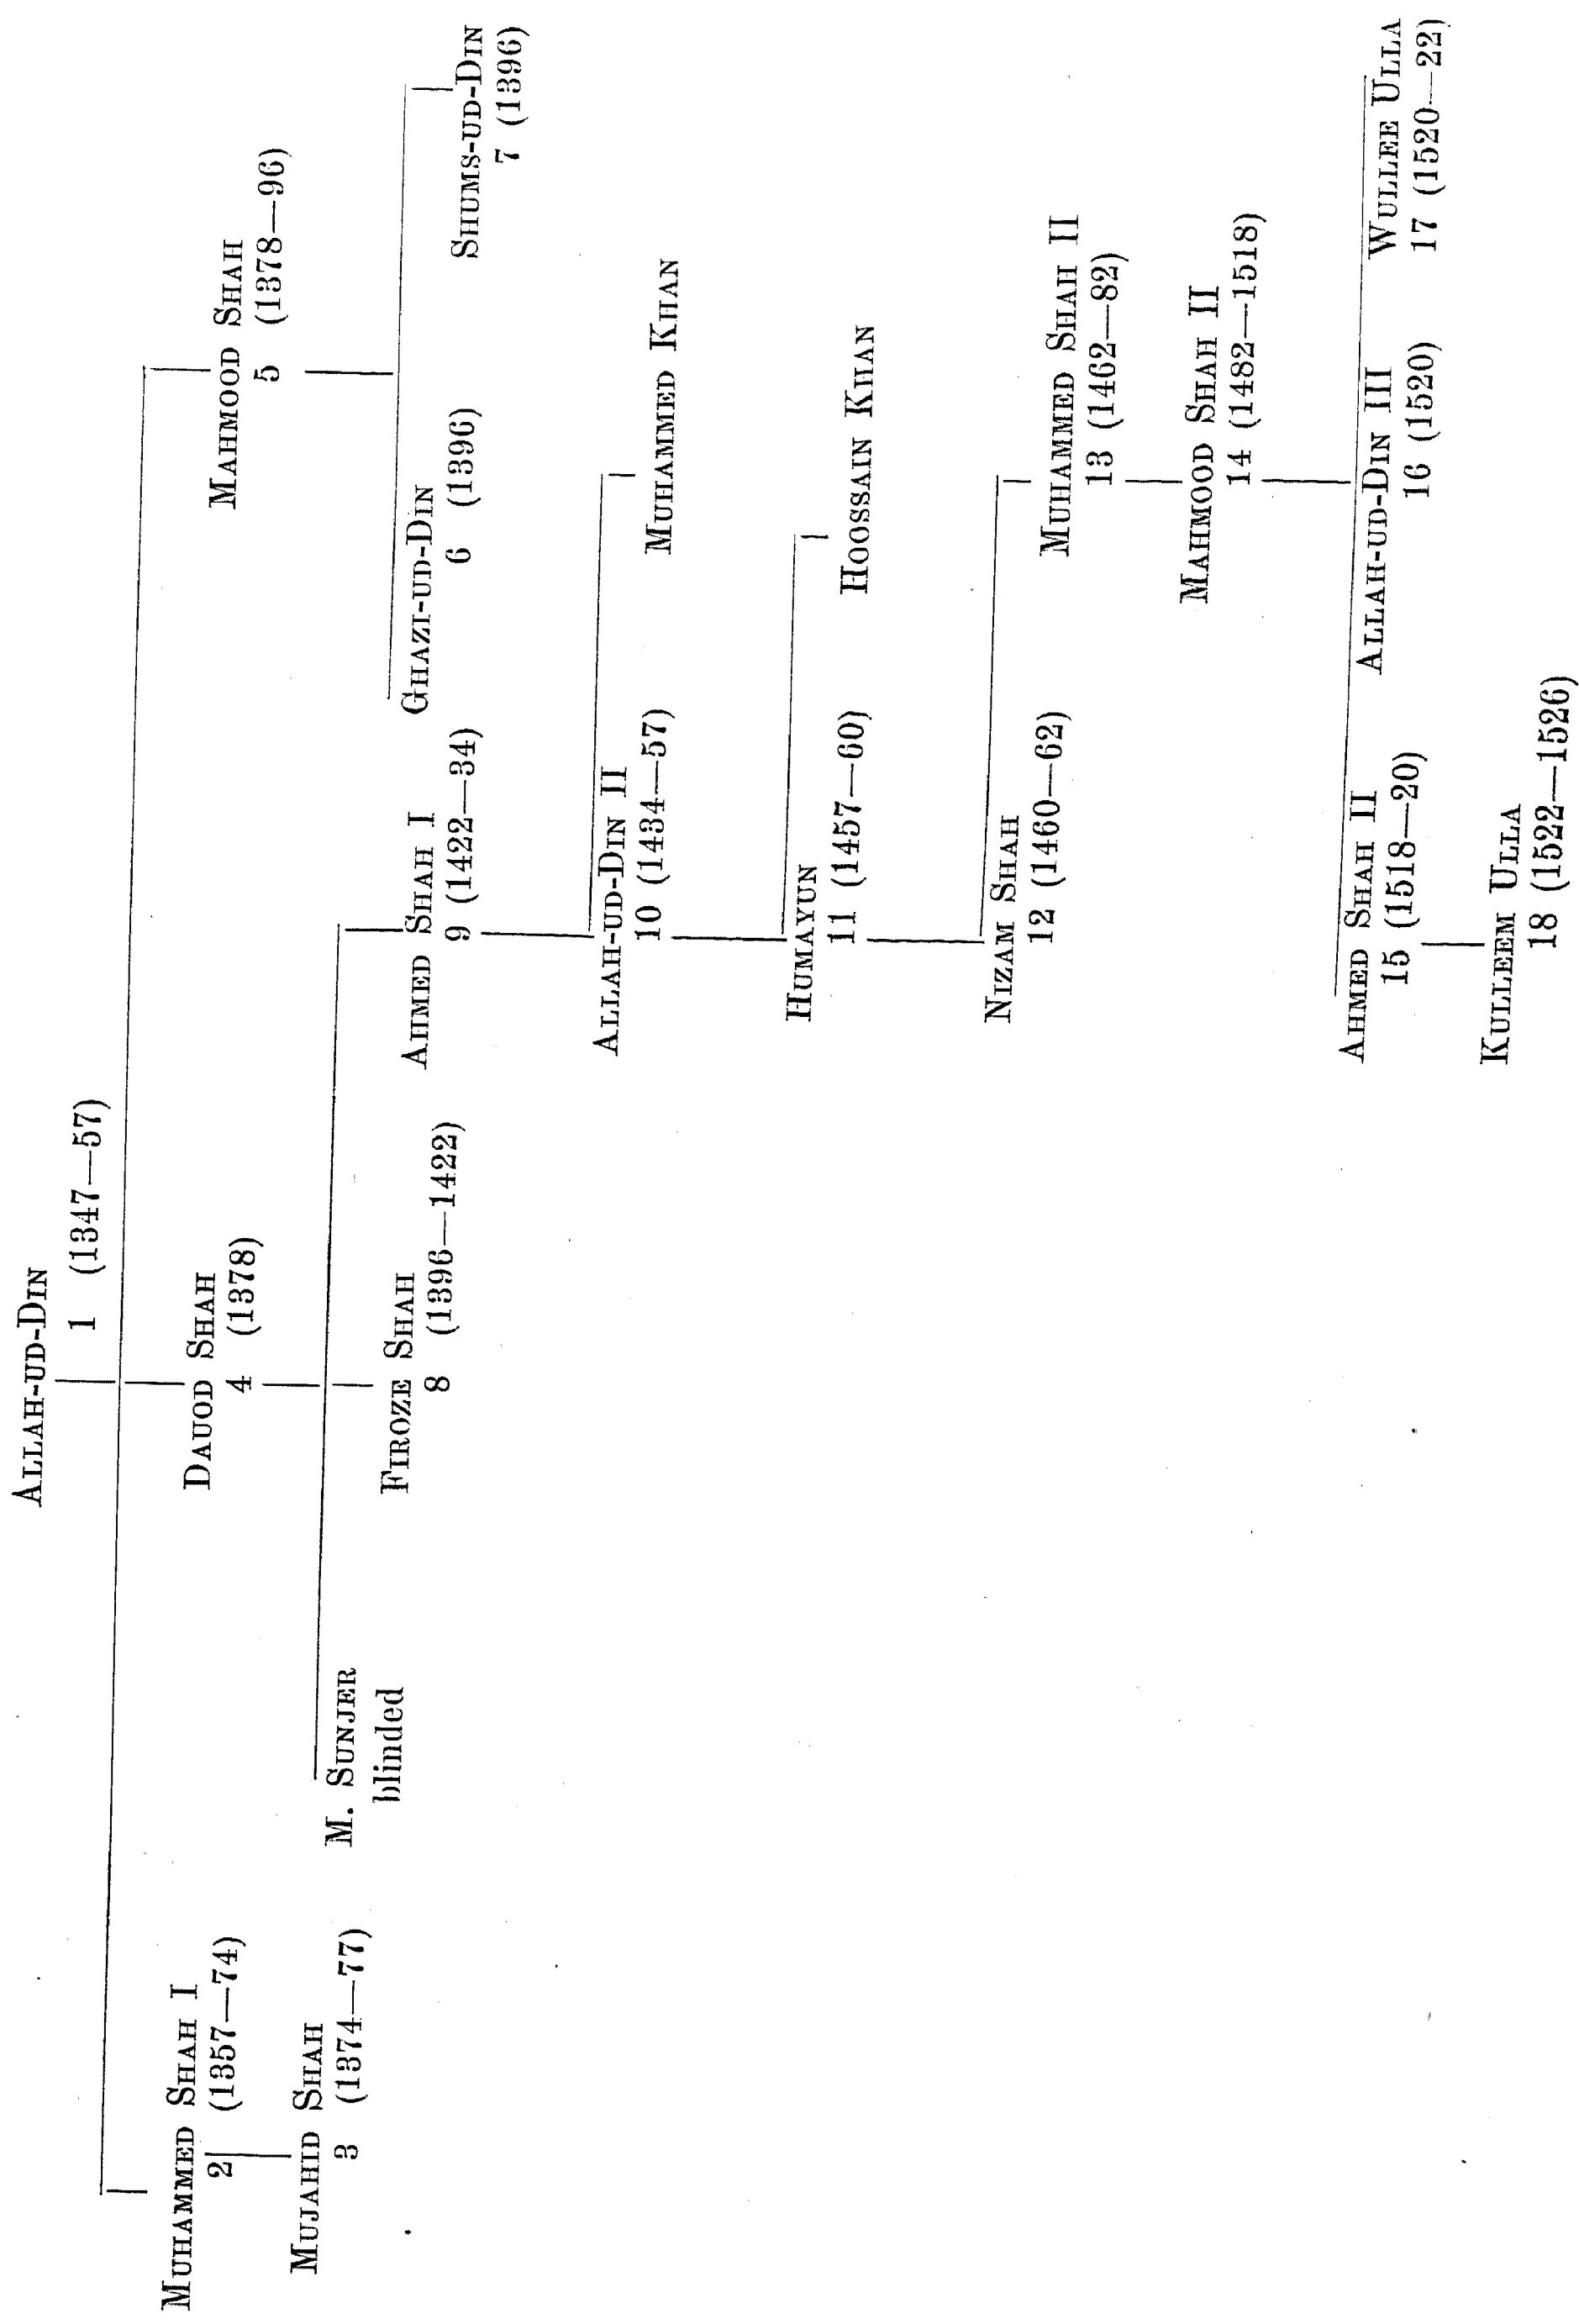 ALLAH-UD-DIN
1 (1347—57)
MUHAMMED SHAH I
2 (1357—74)
DAUOD SHAH
4 (1378)
MAHMOOD SHAH
5 (1378—96)
MUJAHID SHAH
3 (1374—77)
M. SUNJER
blinded
FIROZE SHAH
8 (1396—1422)
AHMED SHAH I
9 (1422—34)
GHAZI-UD-DIN
6 (1396)
SHUMS-UD-DIN
7 (1396)
ALLAH-UD-DIN II
10 (1434—57)
MUHAMMED KHAN
HUMAYUN
11 (1457—60)
HOOSSAIN KHAN
NIZAM SHAH
12 (1460—62)
MUHAMMED SHAH II
13 (1462—82)
MAHMOOD SHAH II
14 (1482—1518)
AHMED SHAH II
15 (1518—20)
ALLAH-UD-DIN III
16 (1520)
WULLEE ULLA
17 (1520—22)
KULLEEM ULLA
18 (1522—1526)